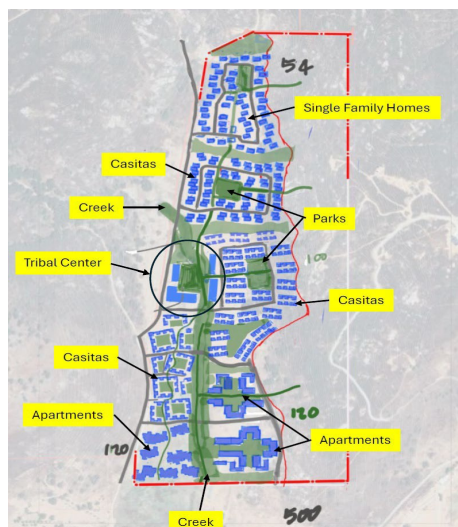 54
Single Family Homes
Casitas
Creek
Parks
Tribal Center
100
Casitas
Casitas
Apartments
120
120
Apartments
500
Creek